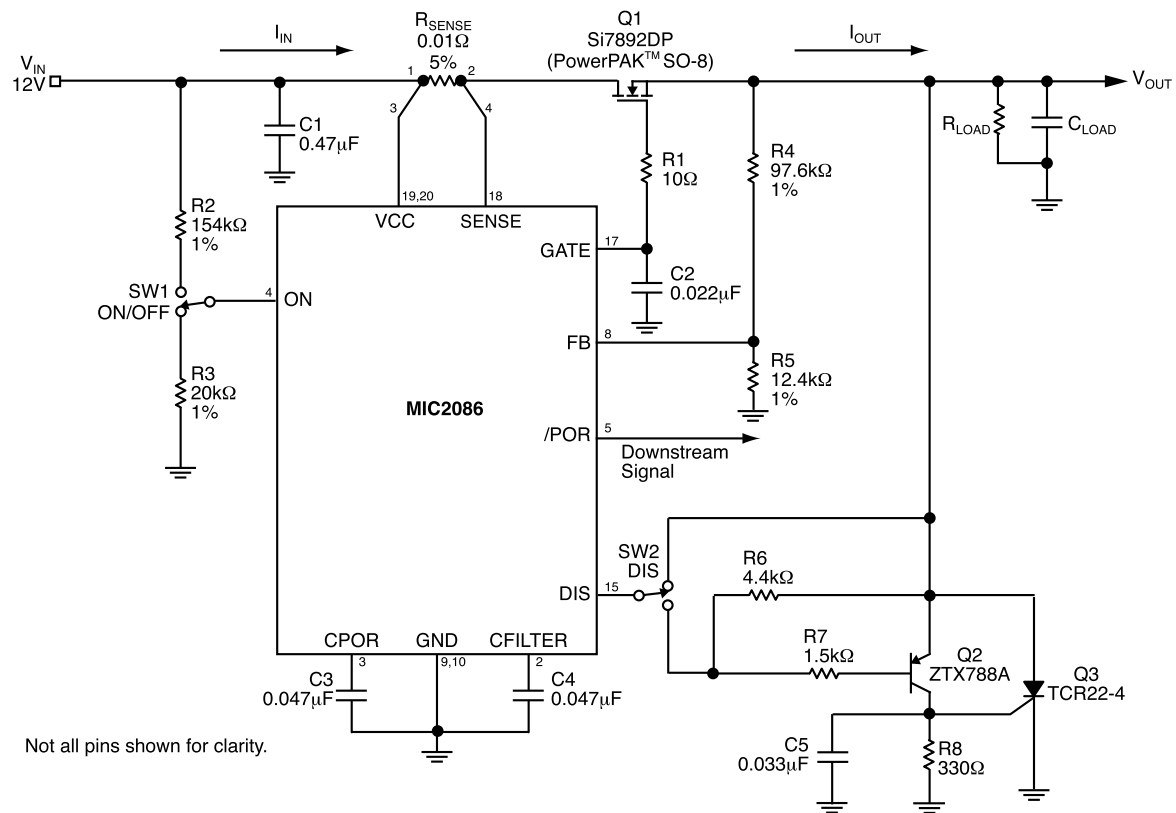 V_IN
12V
I_IN
R_SENSE
0.01Ω
5%
1
2
3
4
Q1
Si7892DP
(PowerPAK™ SO-8)
I_OUT
V_OUT
C1
0.47μF
R_LOAD
C_LOAD
R1
10Ω
R4
97.6kΩ
1%
R2
154kΩ
1%
19,20
VCC
18
SENSE
GATE
17
C2
0.022μF
SW1
ON/OFF
4
ON
FB
8
R5
12.4kΩ
1%
R3
20kΩ
1%
MIC2086
/POR
5
Downstream
Signal
SW2
DIS
DIS
15
R6
4.4kΩ
R7
1.5kΩ
Q2
ZTX788A
Q3
TCR22-4
CPOR
3
GND
9,10
CFILTER
2
C3
0.047μF
C4
0.047μF
C5
0.033μF
R8
330Ω
Not all pins shown for clarity.